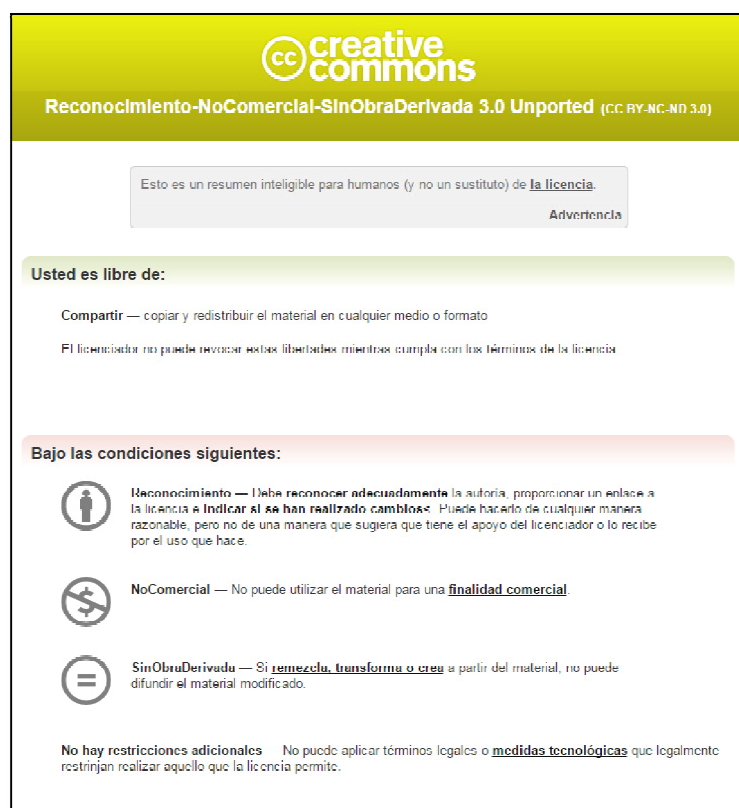 cc creative
commons
Reconocimiento-NoComercial-SinObraDerivada 3.0 Unported (CC BY-NC-ND 3.0)
Esto es un resumen inteligible para humanos (y no un sustituto) de la licencia.
Advertencia
Usted es libre de:
Compartir — copiar y redistribuir el material en cualquier medio o formato
El licenciador no puede revocar estas libertades mientras cumpla con los términos de la licencia
Bajo las condiciones siguientes:
Reconocimiento — Debe reconocer adecuadamente la autoría, proporcionar un enlace a
la licencia e indicar si se han realizado cambios<. Puede hacerlo de cualquier manera
razonable, pero no de una manera que sugiera que tiene el apoyo del licenciador o lo recibe
por el uso que hace.
NoComercial — No puede utilizar el material para una finalidad comercial.
SinObraDerivada — Si remezcla, transforma o crea a partir del material, no puede
difundir el material modificado.
No hay restricciones adicionales — No puede aplicar términos legales o medidas tecnológicas que legalmente
restrinjan realizar aquello que la licencia permite.